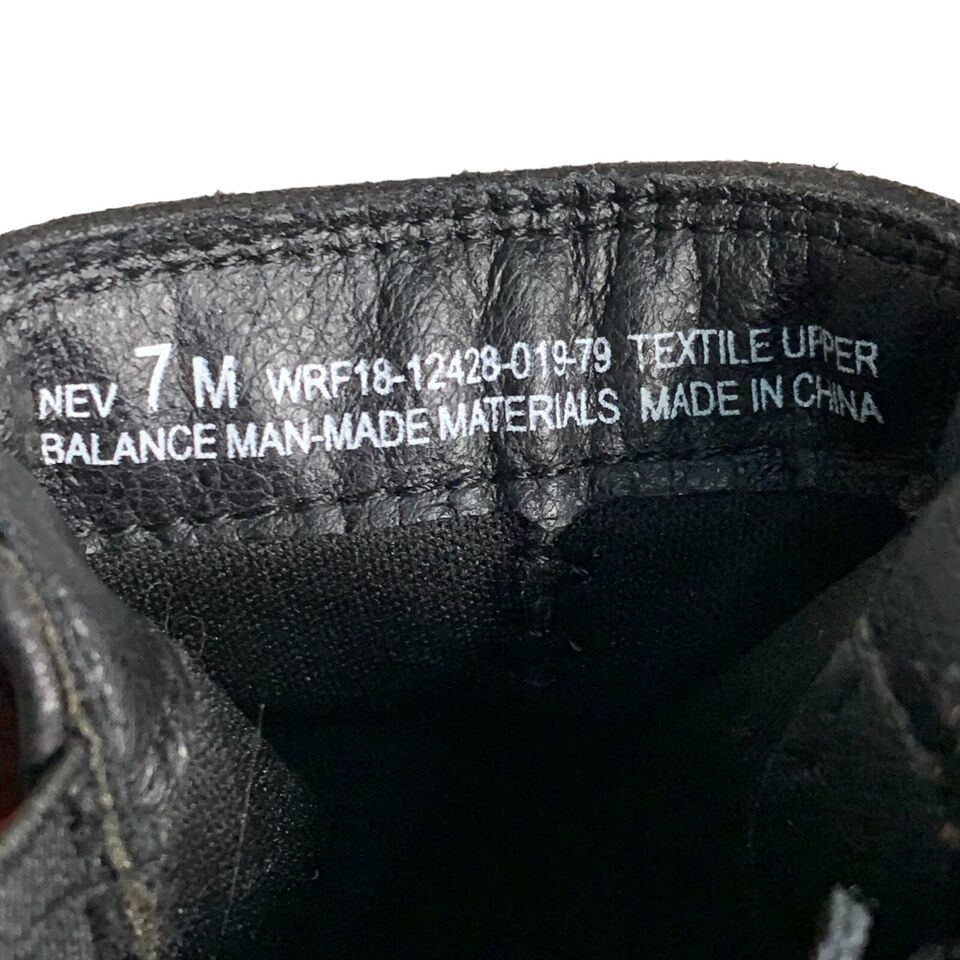 NEV 7 M WRF18-12428-019-79 TEXTILE UPPER
BALANCE MAN-MADE MATERIALS MADE IN CHINA